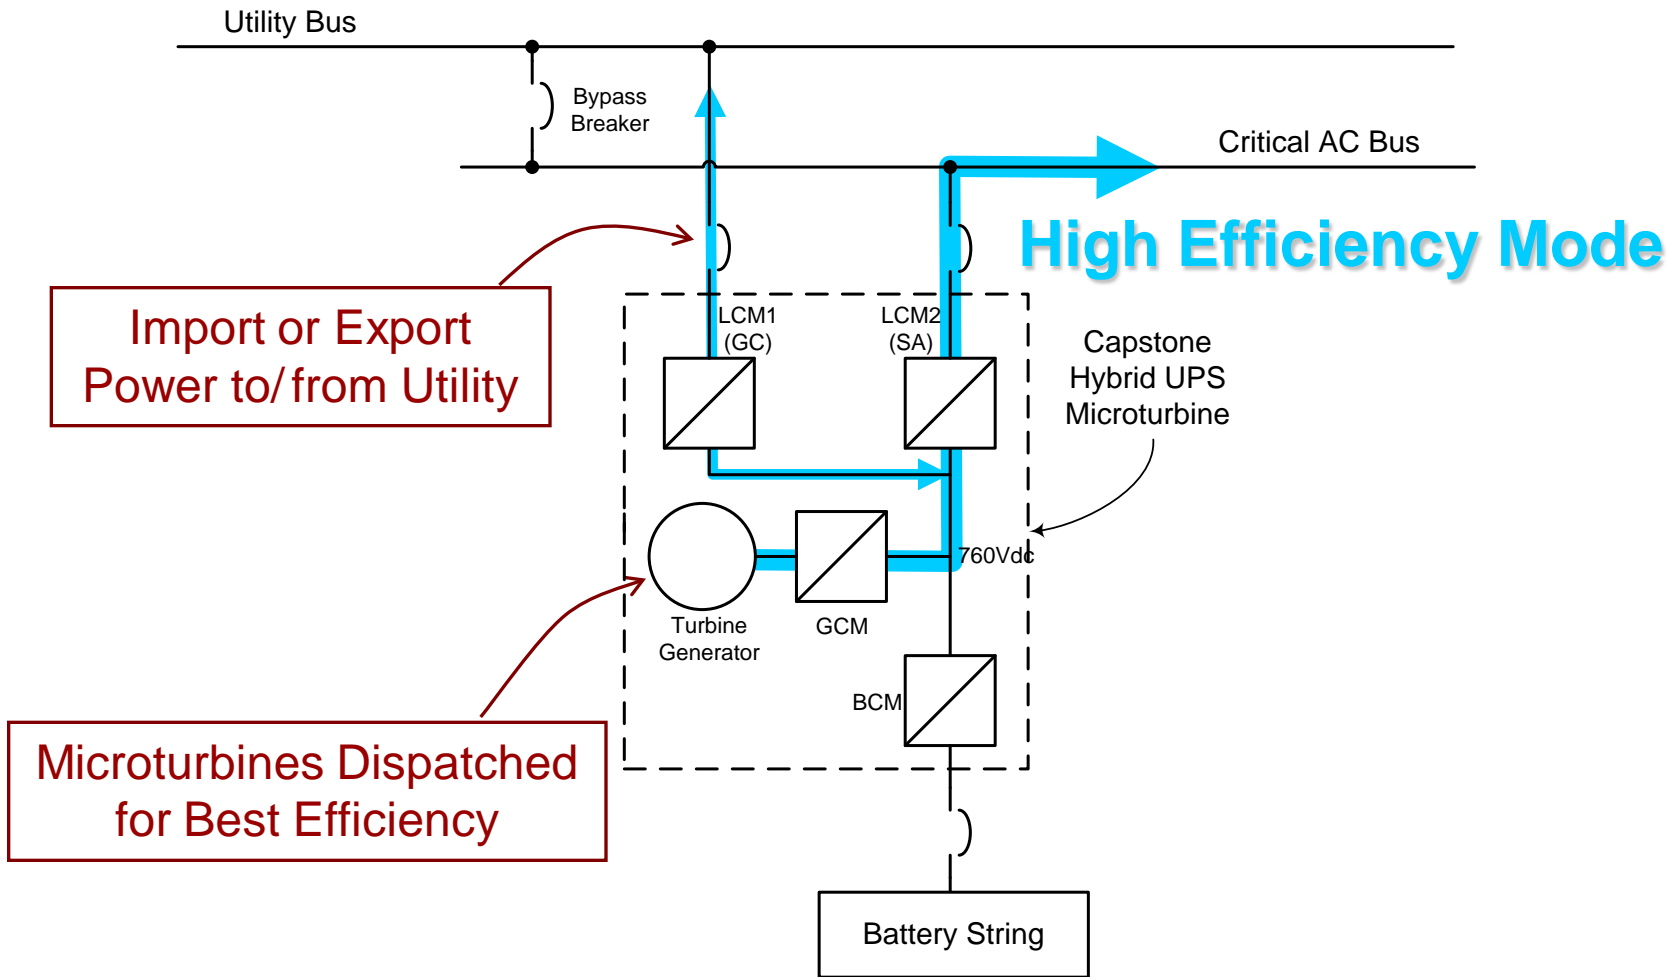 Utility Bus
Bypass
Breaker
Critical AC Bus
High Efficiency Mode
Import or Export
Power to/from Utility
LCM1
(GC)
LCM2
(SA)
Capstone
Hybrid UPS
Microturbine
760Vdc
Turbine
Generator
GCM
BCM
Microturbines Dispatched
for Best Efficiency
Battery String